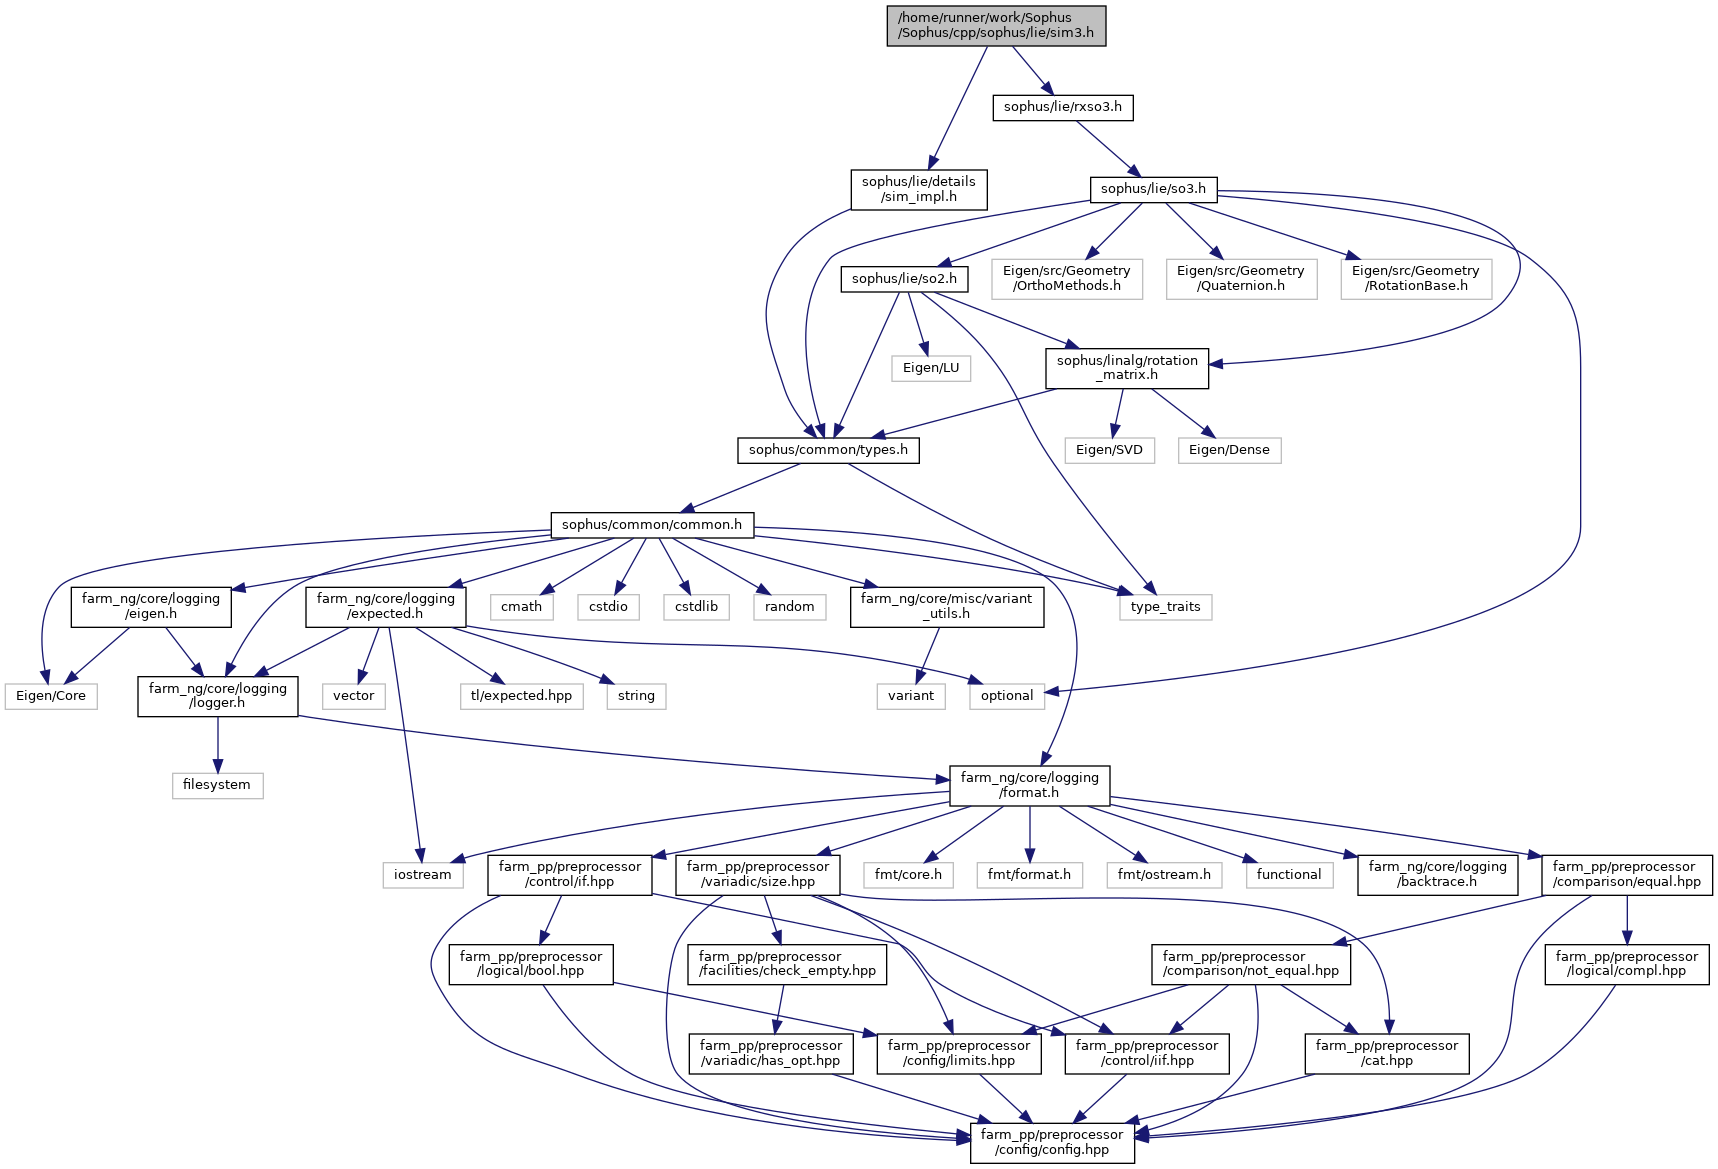 /home/runner/work/Sophus
/Sophus/cpp/sophus/lie/sim3.h
sophus/lie/rxso3.h
sophus/lie/details
/sim_impl.h
sophus/lie/so3.h
sophus/lie/so2.h
Eigen/src/Geometry
/OrthoMethods.h
Eigen/src/Geometry
/Quaternion.h
Eigen/src/Geometry
/RotationBase.h
Eigen/LU
sophus/linalg/rotation
_matrix.h
sophus/common/types.h
Eigen/SVD
Eigen/Dense
sophus/common/common.h
farm_ng/core/logging
/eigen.h
farm_ng/core/logging
/expected.h
cmath
cstdio
cstdlib
random
farm_ng/core/misc/variant
_utils.h
type_traits
Eigen/Core
farm_ng/core/logging
/logger.h
vector
tl/expected.hpp
string
variant
optional
filesystem
farm_ng/core/logging
/format.h
iostream
farm_pp/preprocessor
/control/if.hpp
farm_pp/preprocessor
/variadic/size.hpp
fmt/core.h
fmt/format.h
fmt/ostream.h
functional
farm_ng/core/logging
/backtrace.h
farm_pp/preprocessor
/comparison/equal.hpp
farm_pp/preprocessor
/logical/bool.hpp
farm_pp/preprocessor
/facilities/check_empty.hpp
farm_pp/preprocessor
/comparison/not_equal.hpp
farm_pp/preprocessor
/logical/compl.hpp
farm_pp/preprocessor
/variadic/has_opt.hpp
farm_pp/preprocessor
/config/limits.hpp
farm_pp/preprocessor
/control/iif.hpp
farm_pp/preprocessor
/cat.hpp
farm_pp/preprocessor
/config/config.hpp